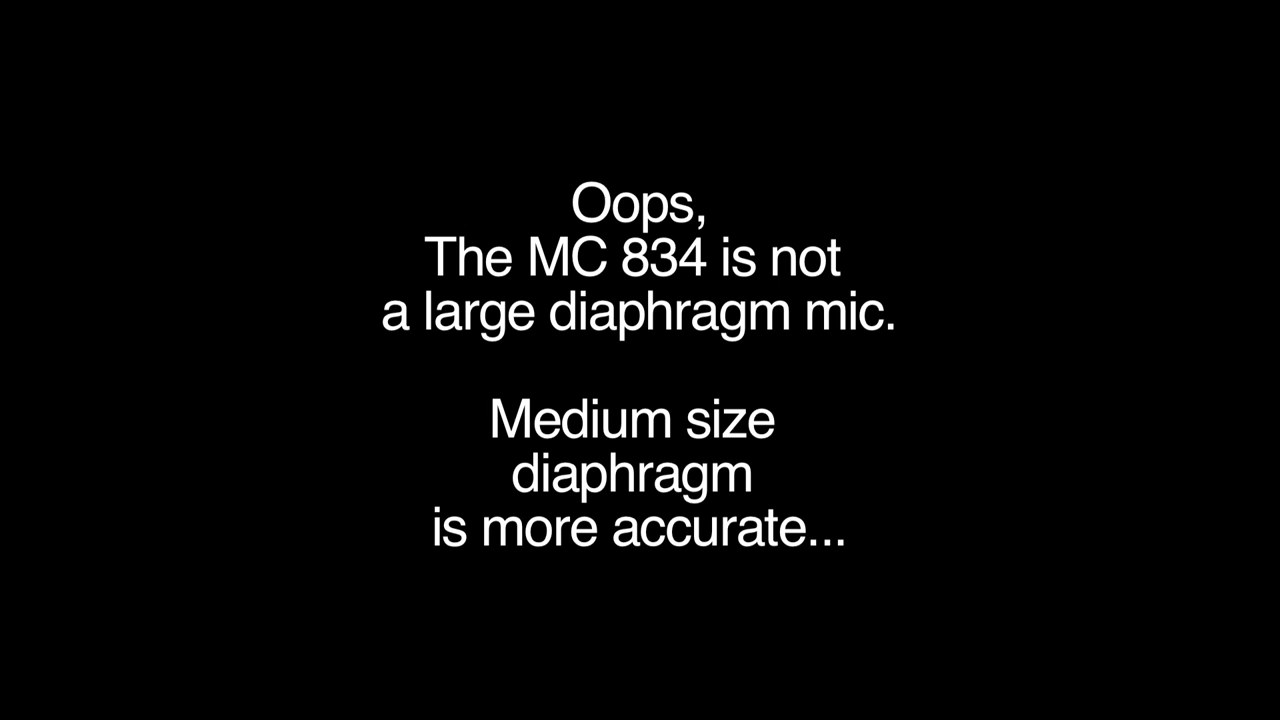 Oops,
The MC 834 is not
a large diaphragm mic.
Medium size
diaphragm
is more accurate...